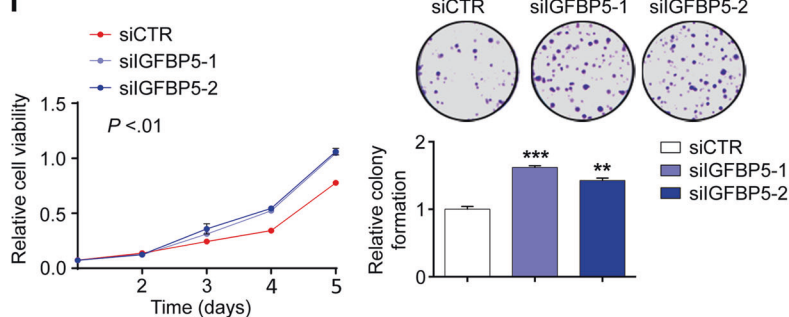 siCTR
siIGFBP5-1
siIGFBP5-2
P <.01
Relative cell viability
1.5
1.0
0.5
0.0
2 3 4 5
Time (days)
siCTR siIGFBP5-1 siIGFBP5-2
Relative colony
formation
2
1
0
***
**
siCTR
siIGFBP5-1
siIGFBP5-2